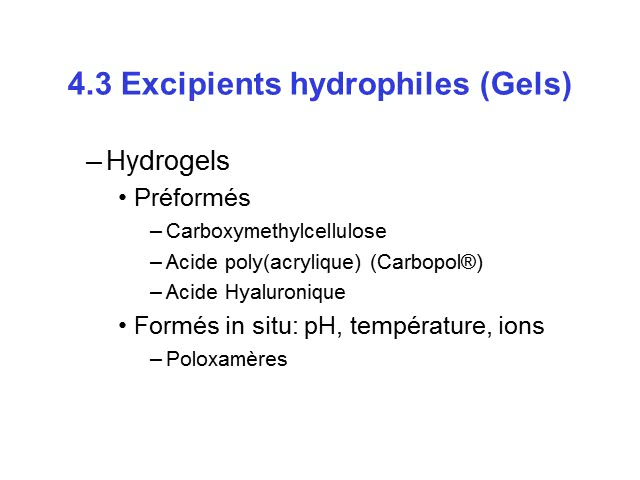 4.3 Excipients hydrophiles (Gels)
– Hydrogels
• Préformés
– Carboxymethylcellulose
– Acide poly(acrylique) (Carbopol®)
– Acide Hyaluronique
• Formés in situ: pH, température, ions
– Poloxamères